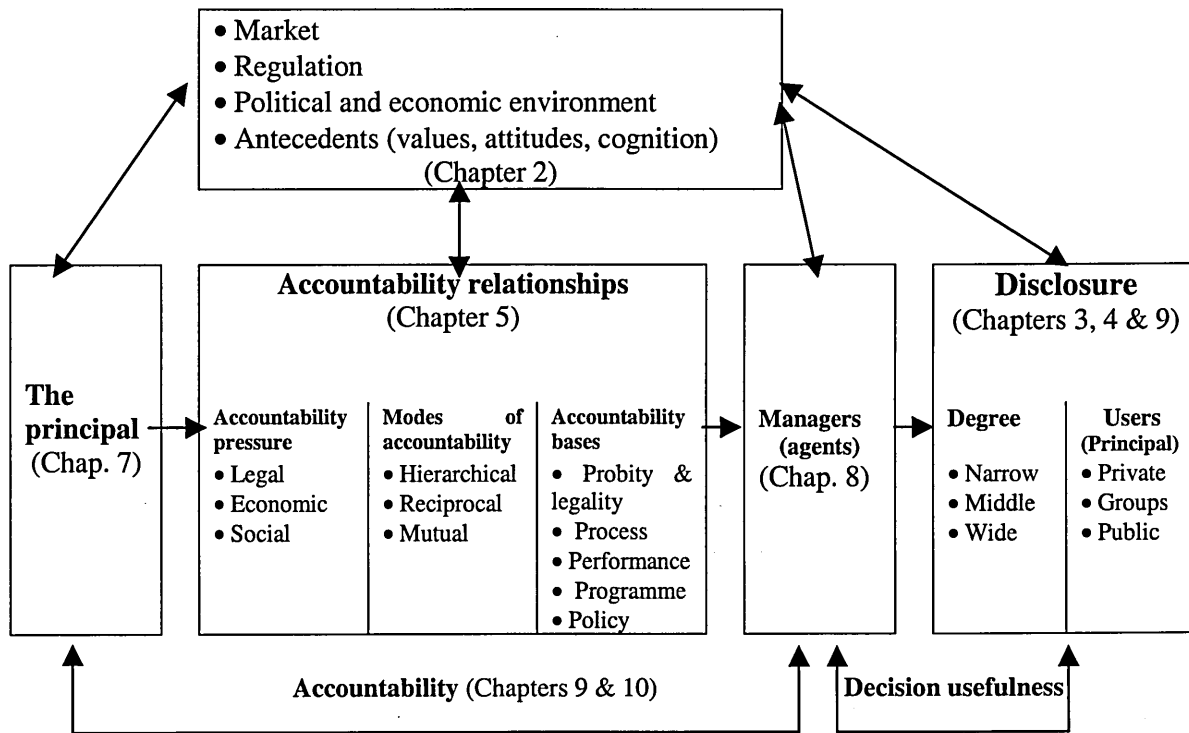 • Market
• Regulation
• Political and economic environment
• Antecedents (values, attitudes, cognition)
(Chapter 2)
The
principal
(Chap. 7)
Accountability relationships
(Chapter 5)
Accountability
pressure
• Legal
• Economic
• Social
Modes of
accountability
• Hierarchical
• Reciprocal
• Mutual
Accountability
bases
• Probity &
legality
• Process
• Performance
• Programme
• Policy
Managers
(agents)
(Chap. 8)
Disclosure
(Chapters 3, 4 & 9)
Degree
• Narrow
• Middle
• Wide
Users
(Principal)
• Private
• Groups
• Public
Accountability (Chapters 9 & 10)
Decision usefulness